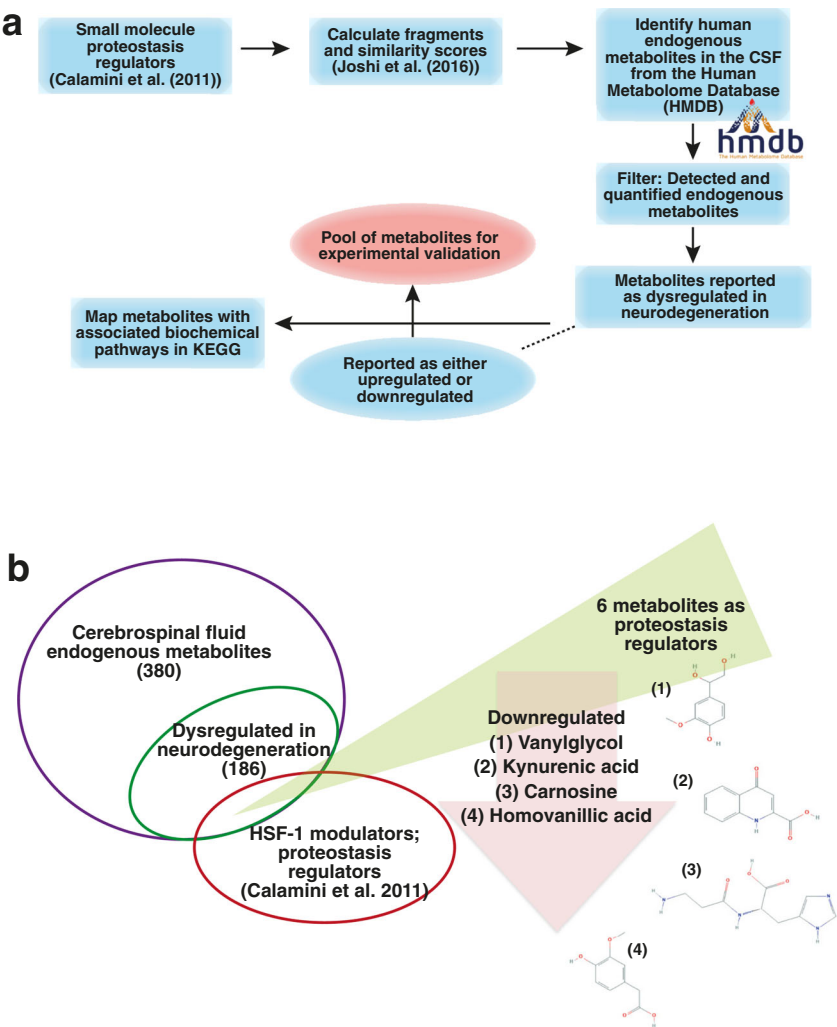 a
Small molecule
proteostasis
regulators
(Calamini et al. (2011))
Calculate fragments
and similarity scores
(Joshi et al. (2016))
Identify human
endogenous
metabolites in the CSF
from the Human
Metabolome Database
(HMDB)
hmdb
The Human Metabolome Database
Filter: Detected and
quantified endogenous
metabolites
Metabolites reported
as dysregulated in
neurodegeneration
Pool of metabolites for
experimental validation
Map metabolites with
associated biochemical
pathways in KEGG
Reported as either
upregulated or
downregulated
b
Cerebrospinal fluid
endogenous metabolites
(380)
Dysregulated in
neurodegeneration
(186)
HSF-1 modulators;
proteostasis
regulators
(Calamini et al. 2011)
6 metabolites as
proteostasis
regulators
Downregulated
(1) Vanylglycol
(2) Kynurenic acid
(3) Carnosine
(4) Homovanillic acid
(1)
H
O
O
H
O
O
H
(2)
O
N
H
O
H
O
(3)
H
O
O
O
N
H
H
N
H
N
N
H
(4)
O
H
O
O
O
H